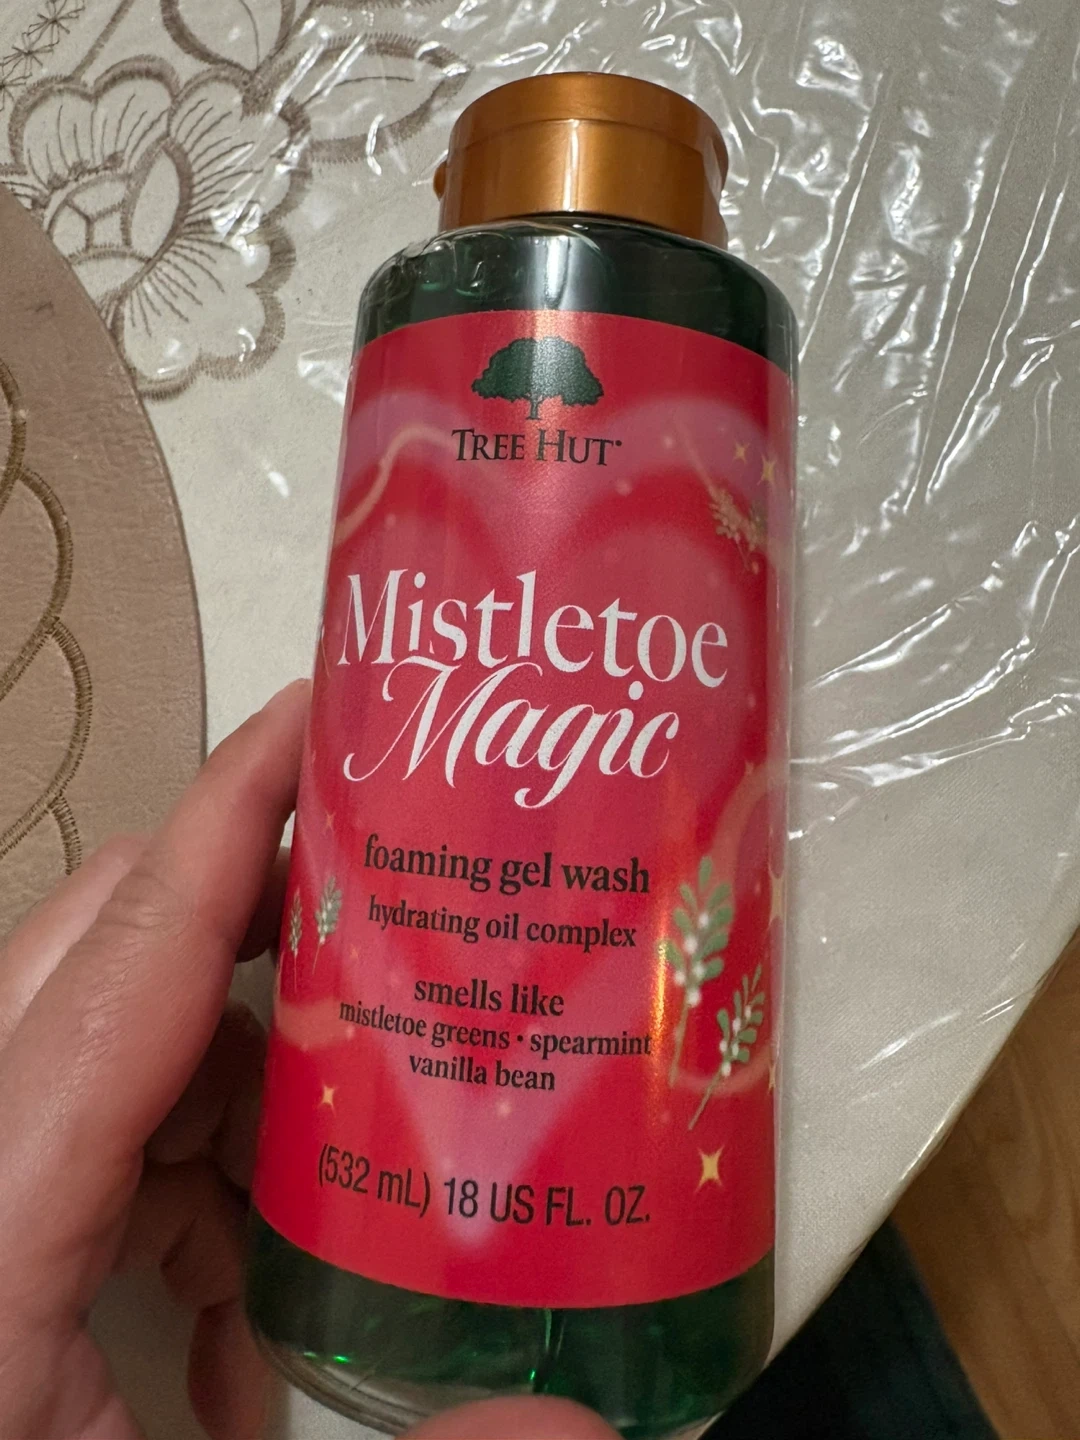 TREE HUT
Mistletoe
Magic
foaming gel wash
hydrating oil complex
smells like
mistletoe greens • spearmint
vanilla bean
(532 mL) 18 US FL. OZ.